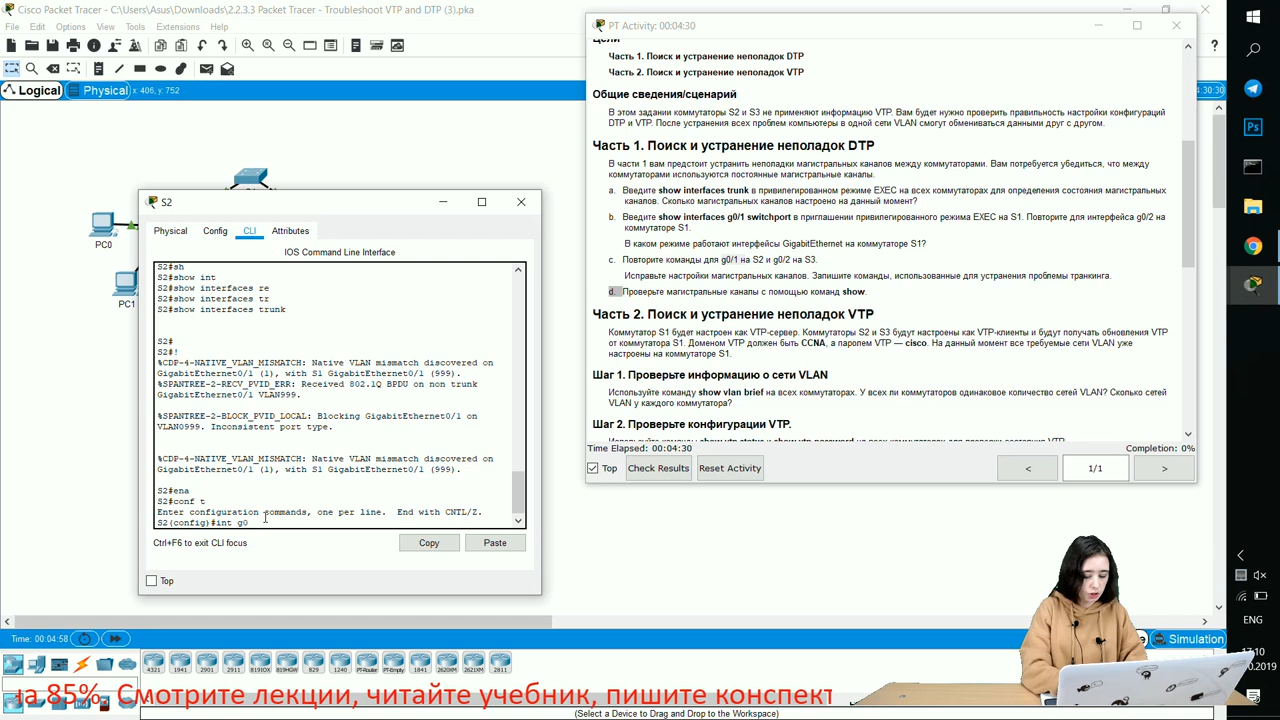 Cisco Packet Tracer - C:\Users\Asus\Downloads\2.2.3.3 Packet Tracer - Troubleshoot VTP and DTP (3).pka
File Edit Options View Tools Extensions Help
Logical Physical x: 406, y: 752
PC0
PC1
S2
Physical Config CLI Attributes
IOS Command Line Interface
S2#sh
S2#show int
S2#show interfaces re
S2#show interfaces tr
S2#show interfaces trunk
S2#
S2#!
%CDP-4-NATIVE_VLAN_MISMATCH: Native VLAN mismatch discovered on
GigabitEthernet0/1 (1), with S1 GigabitEthernet0/1 (999).
%SPANTREE-2-RECV_PVID_ERR: Received 802.1Q BPDU on non trunk
GigabitEthernet0/1 VLAN999.
%SPANTREE-2-BLOCK_PVID_LOCAL: Blocking GigabitEthernet0/1 on
VLAN0999. Inconsistent port type.
%CDP-4-NATIVE_VLAN_MISMATCH: Native VLAN mismatch discovered on
GigabitEthernet0/1 (1), with S1 GigabitEthernet0/1 (999).
S2#ena
S2#conf t
Enter configuration commands, one per line. End with CNTL/Z.
S2(config)#int g0
Ctrl+F6 to exit CLI focus
Copy Paste
Top
PT Activity: 00:04:30
Цели
Часть 1. Поиск и устранение неполадок DTP
Часть 2. Поиск и устранение неполадок VTP
Общие сведения/сценарий
В этом задании коммутаторы S2 и S3 не применяют информацию VTP. Вам будет нужно проверить правильность настройки конфигураций
DTP и VTP. После устранения всех проблем компьютеры в одной сети VLAN смогут обмениваться данными друг с другом.
Часть 1. Поиск и устранение неполадок DTP
В части 1 вам предстоит устранить неполадки магистральных каналов между коммутаторами. Вам потребуется убедиться, что между
коммутаторами используются постоянные магистральные каналы.
a. Введите show interfaces trunk в привилегированном режиме EXEC на всех коммутаторах для определения состояния магистральных
каналов. Сколько магистральных каналов настроено на данный момент?
b. Введите show interfaces g0/1 switchport в приглашении привилегированного режима EXEC на S1. Повторите для интерфейса g0/2 на
коммутаторе S1.
В каком режиме работают интерфейсы GigabitEthernet на коммутаторе S1?
c. Повторите команды для g0/1 на S2 и g0/2 на S3.
Исправьте настройки магистральных каналов. Запишите команды, использованные для устранения проблемы транкинга.
d. Проверьте магистральные каналы с помощью команд show.
Часть 2. Поиск и устранение неполадок VTP
Коммутатор S1 будет настроен как VTP-сервер. Коммутаторы S2 и S3 будут настроены как VTP-клиенты и будут получать обновления VTP
от коммутатора S1. Доменом VTP должен быть CCNA, а паролем VTP — cisco. На данный момент все требуемые сети VLAN уже
настроены на коммутаторе S1.
Шаг 1. Проверьте информацию о сети VLAN
Используйте команду show vlan brief на всех коммутаторах. У всех ли коммутаторов одинаковое количество сетей VLAN? Сколько сетей
VLAN у каждого коммутатора?
Шаг 2. Проверьте конфигурации VTP.
Time Elapsed: 00:04:30 Completion: 0%
Top Check Results Reset Activity < 1/1 >
4:30:30
Time: 00:04:58
Simulation
4321 1941 2901 2911 819IOX 819HGW 829 1240 PT-Router PT-Empty 1841 2620XM 2621XM 2811
(Select a Device to Drag and Drop to the Workspace)
ENG
на 85%. Смотрите лекции, читайте учебник, пишите конспект